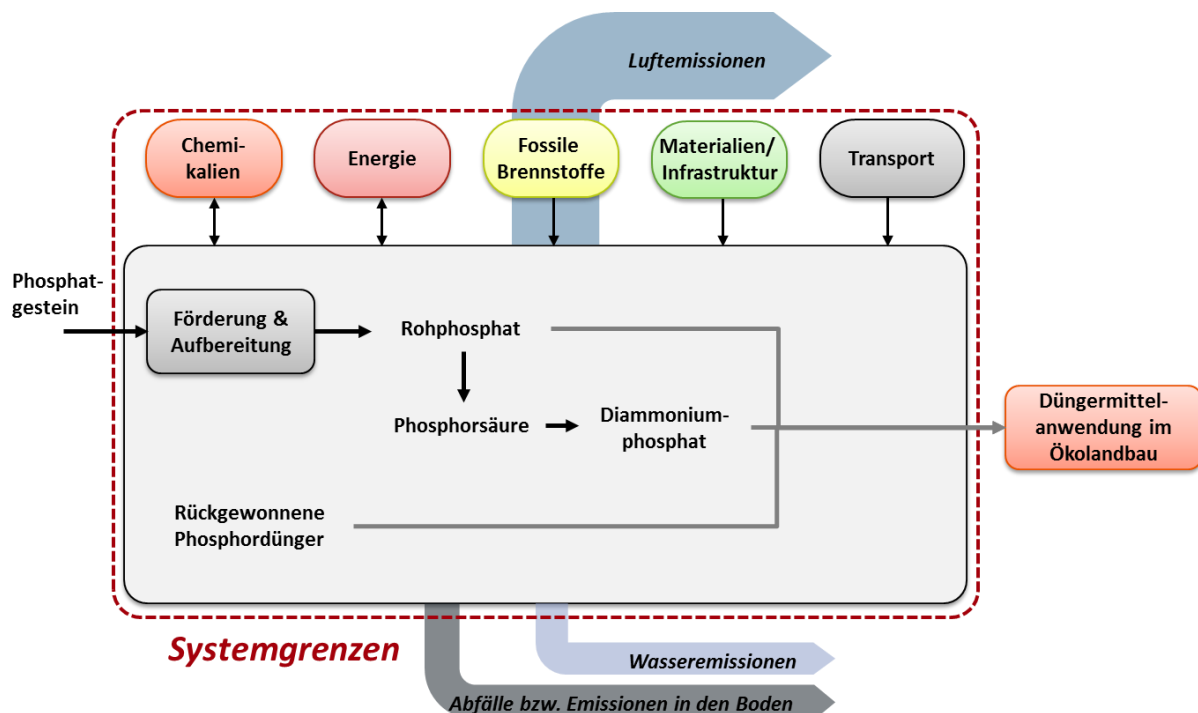 Luftemissionen
Chemi-
kalien
Energie
Fossile
Brennstoffe
Materialien/
Infrastruktur
Transport
Phosphat-
gestein
Förderung &
Aufbereitung
Rohphosphat
Phosphorsäure
Diammonium-
phosphat
Düngermittel-
anwendung im
Ökolandbau
Rückgewonnene
Phosphordünger
Systemgrenzen
Wasseremissionen
Abfälle bzw. Emissionen in den Boden